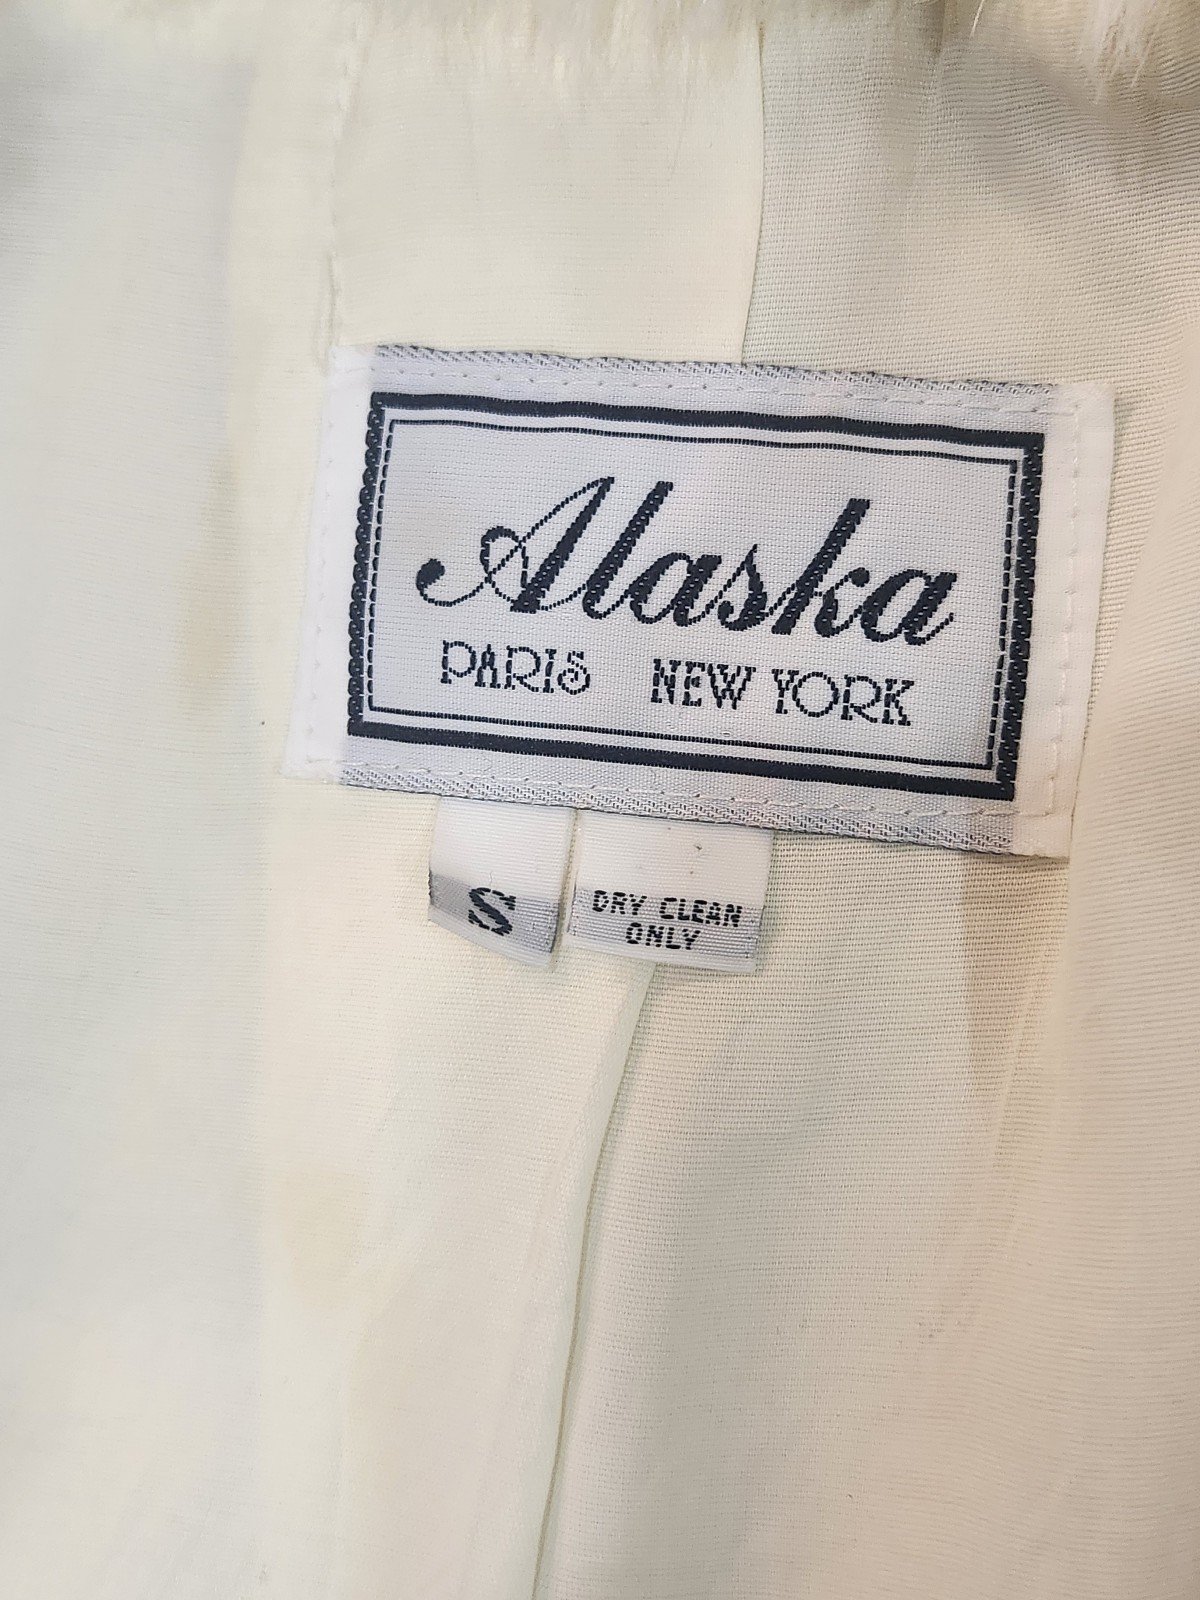 Alaska
PARIS NEW YORK
S
DRY CLEAN
ONLY